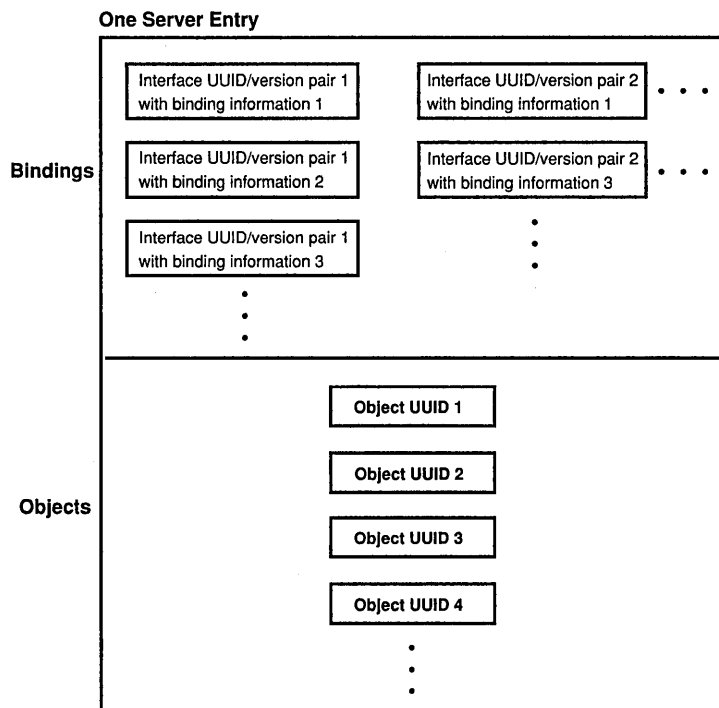 One Server Entry
Interface UUID/version pair 1
with binding information 1
Interface UUID/version pair 2
with binding information 1
Bindings
Interface UUID/version pair 1
with binding information 2
Interface UUID/version pair 2
with binding information 3
Interface UUID/version pair 1
with binding information 3
Object UUID 1
Object UUID 2
Objects
Object UUID 3
Object UUID 4